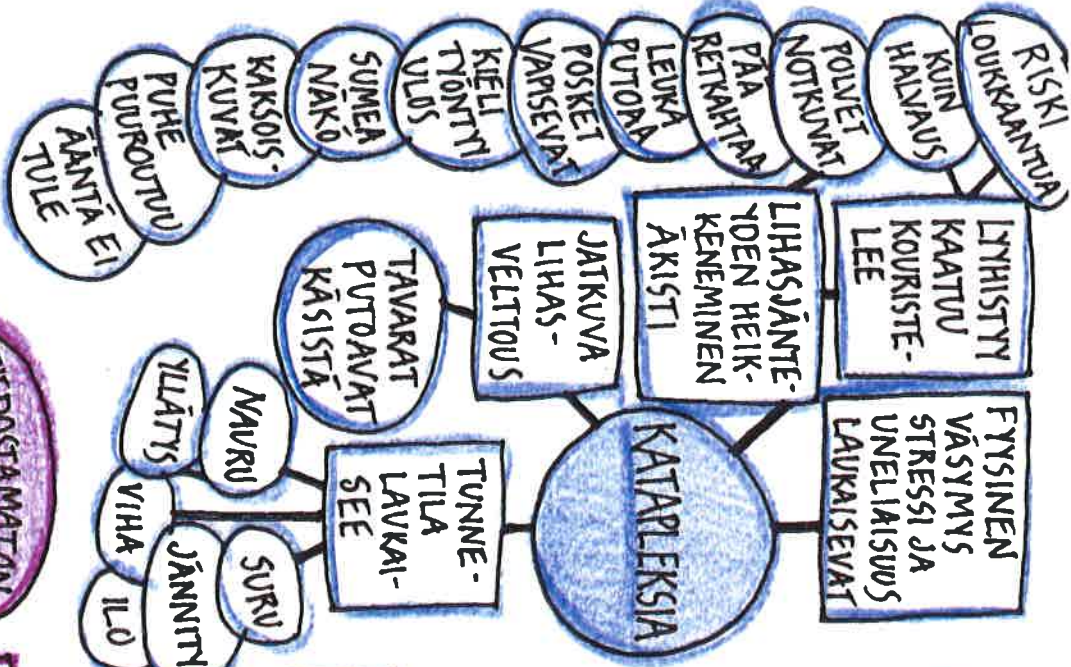 RISKI
LOUKKAANTUA
KUIN
HALVAUS
POLVET
NOTKUVAT
PÄÄ
RETKAHTAA
LEUKA
PUTOAA
POSKET
VAPISEVAT
KIELI
TYÖNTYY
ULOS
SUMEA
NÄKÖ
KAKSOIS-
KUVAT
PUHE
PUUROUTUU
ÄÄNTÄ EI
TULE
LYYHISTYY
KAATUU
KOURISTE-
LEE
LIHASJÄNTE-
YDEN HEIK-
KENEMINEN
ÄKISTI
JATKUVA
LIHAS-
VELTTOUS
TAVARAT
PUTOAVAT
KÄSISTÄ
FYYSINEN
VÄSYMYS
STRESSI JA
UNELIAISUUS
LAUKAISEVAT
KATAPLEKSIA
TUNNE-
TILA
LAUKAI-
SEE
NAURU
YLLÄTYS
VIHA
SURU
JÄNNITY
ILO